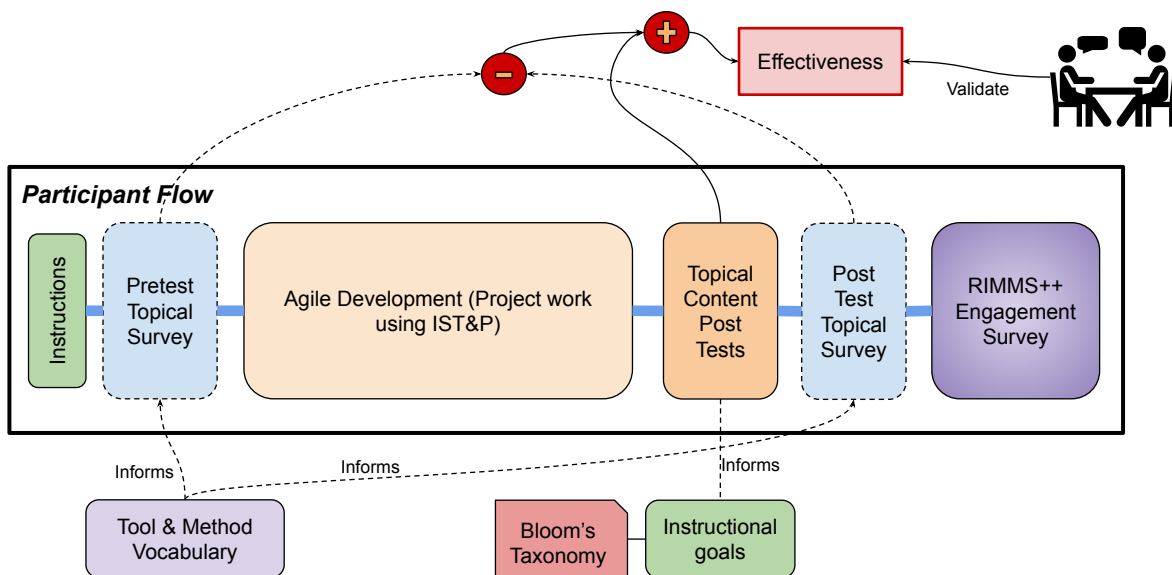 Effectiveness
Validate
Participant Flow
Instructions
Pretest
Topical
Survey
Agile Development (Project work
using IST&P)
Topical
Content
Post
Tests
Post
Test
Topical
Survey
RIMMS++
Engagement
Survey
Informs
Informs
Informs
Tool & Method
Vocabulary
Bloom's
Taxonomy
Instructional
goals